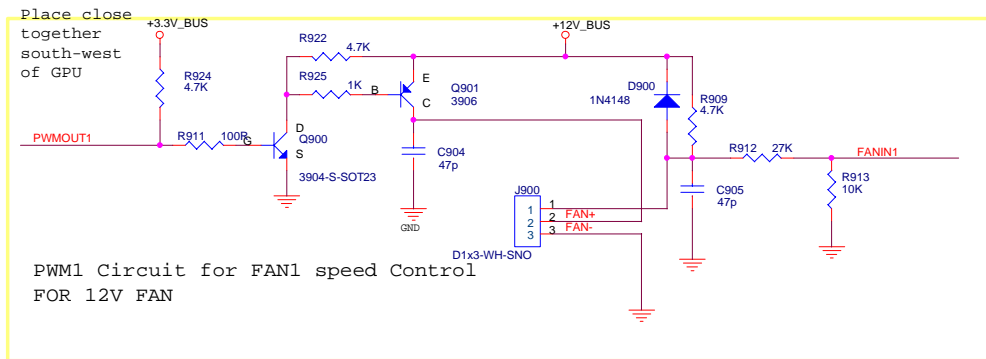 Place close
together
south-west
of GPU
+3.3V_BUS
R924
4.7K
PWMOUT1
R911
100R
G
D
S
Q900
3904-S-SOT23
R922
4.7K
R925
1K
B
E
C
Q901
3906
C904
47p
GND
+12V_BUS
D900
1N4148
R909
4.7K
R912
27K
FANIN1
R913
10K
C905
47p
J900
1
2
3
1
2
3
FAN+
FAN-
D1x3-WH-SNO
PWM1 Circuit for FAN1 speed Control
FOR 12V FAN